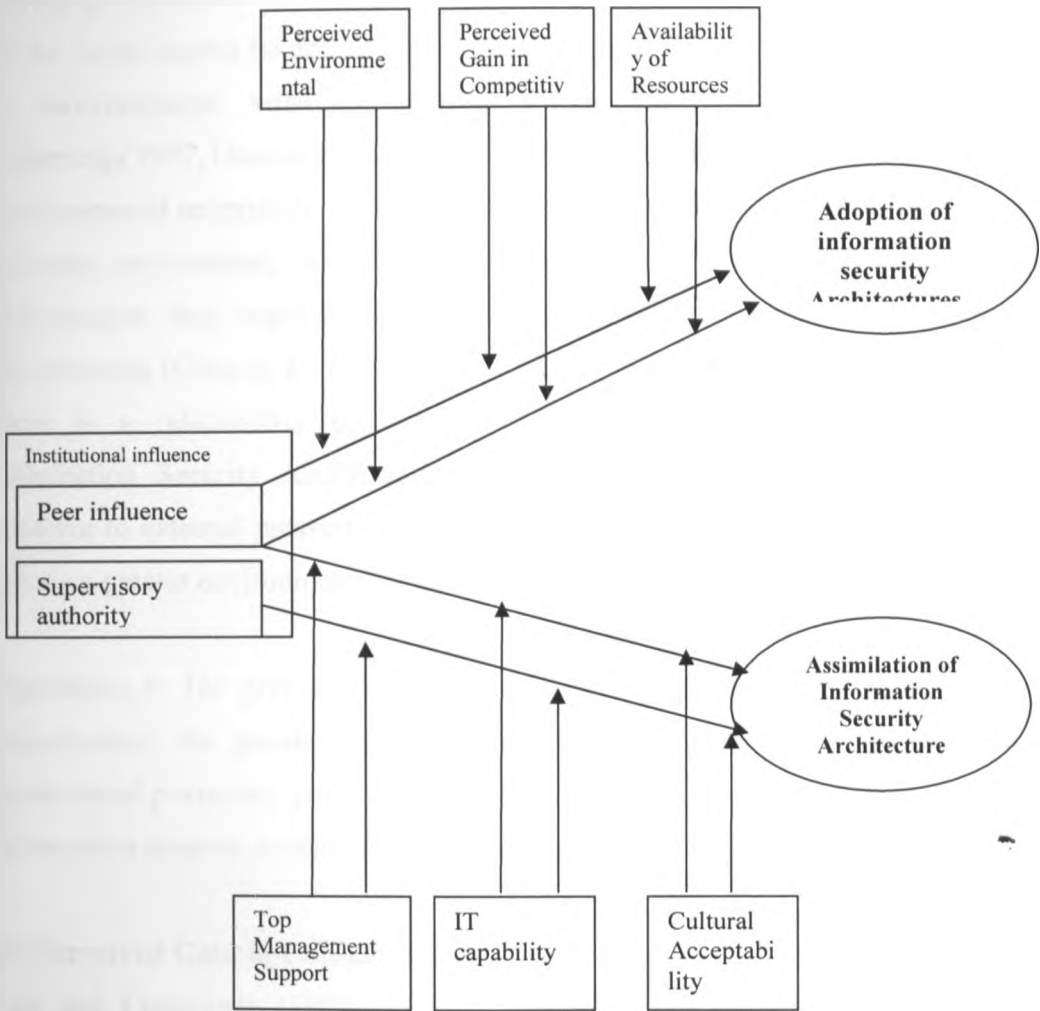 Perceived
Environme
ntal
Perceived
Gain in
Competitiv
Availabilit
y of
Resources
Adoption of
information
security
Architectures
Institutional influence
Peer influence
Supervisory
authority
Assimilation of
Information
Security
Architecture
Top
Management
Support
IT
capability
Cultural
Acceptabi
lity